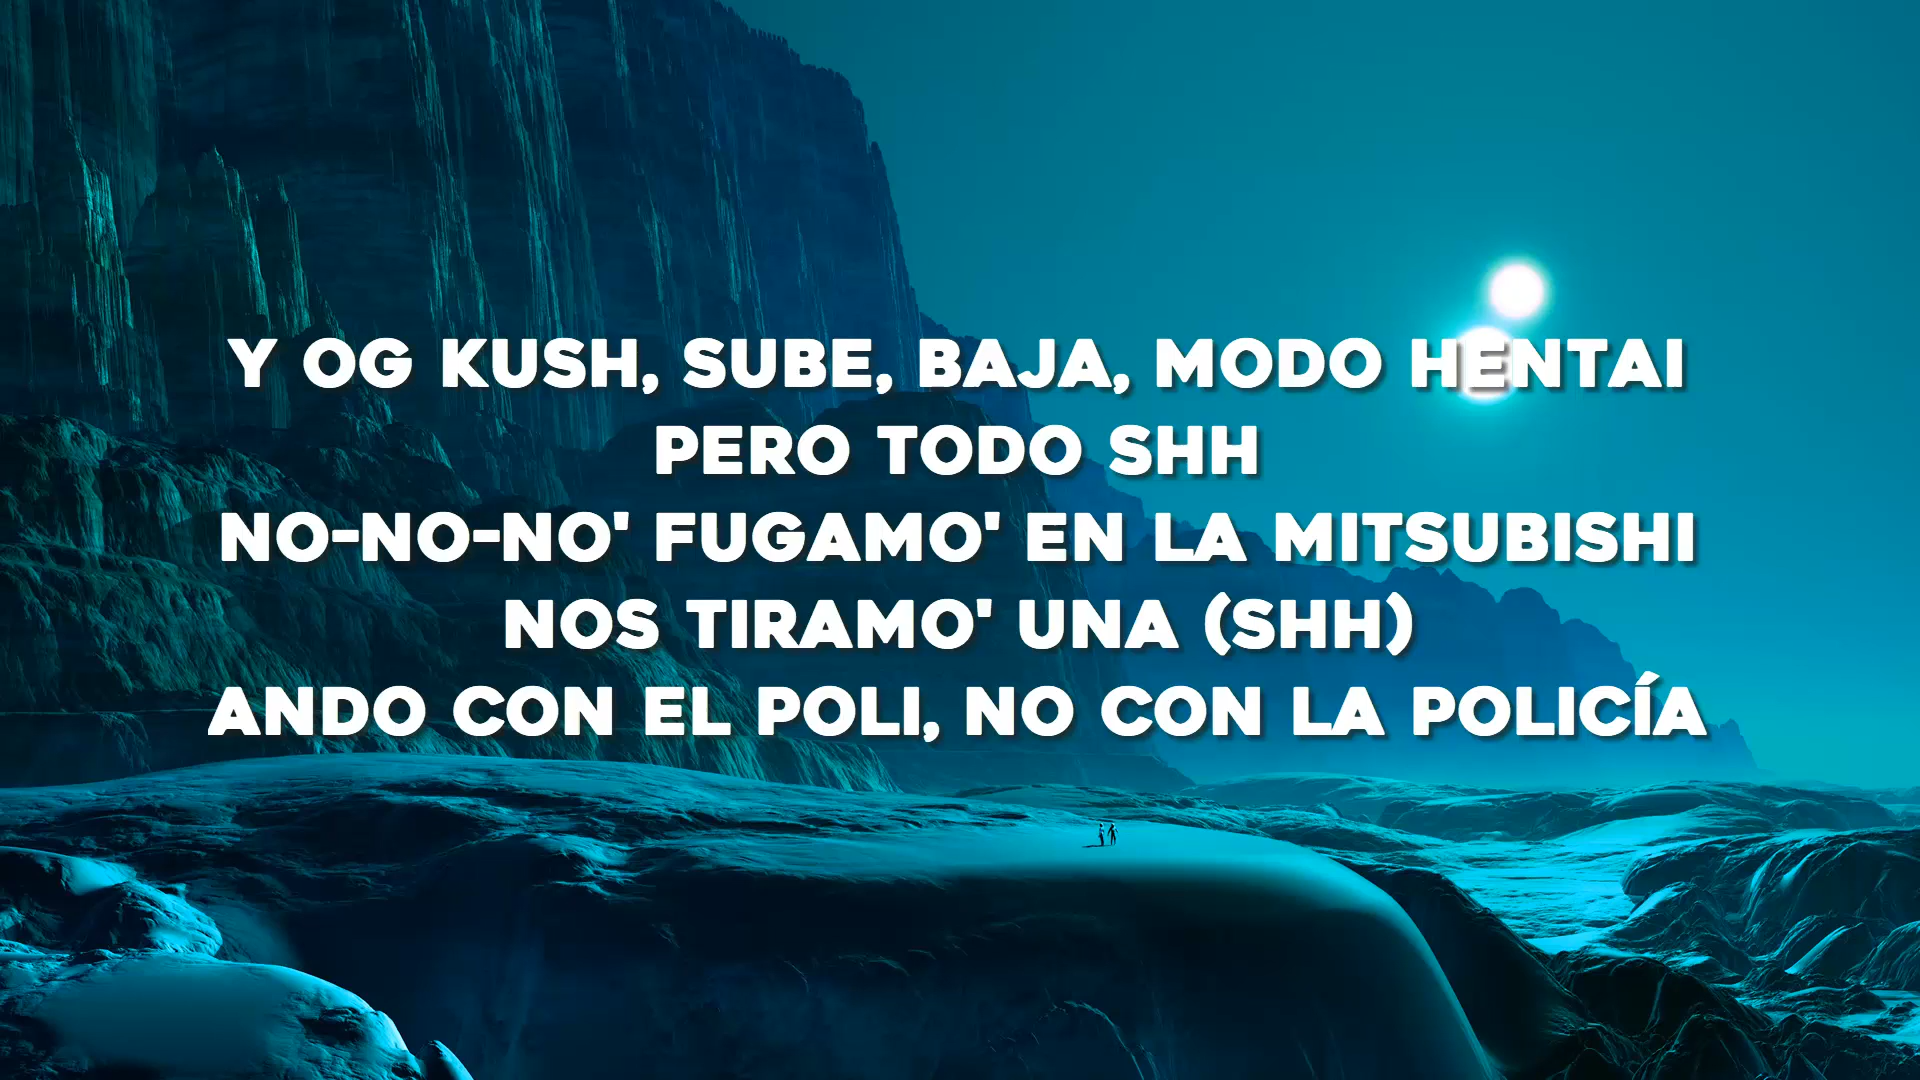 Y OG KUSH, SUBE, BAJA, MODO HENTAI
PERO TODO SHH
NO-NO-NO' FUGAMO' EN LA MITSUBISHI
NOS TIRAMO' UNA (SHH)
ANDO CON EL POLI, NO CON LA POLICÍA